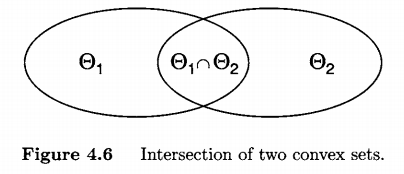 Θ₁ Θ₁∩Θ₂ Θ₂
Figure 4.6 Intersection of two convex sets.